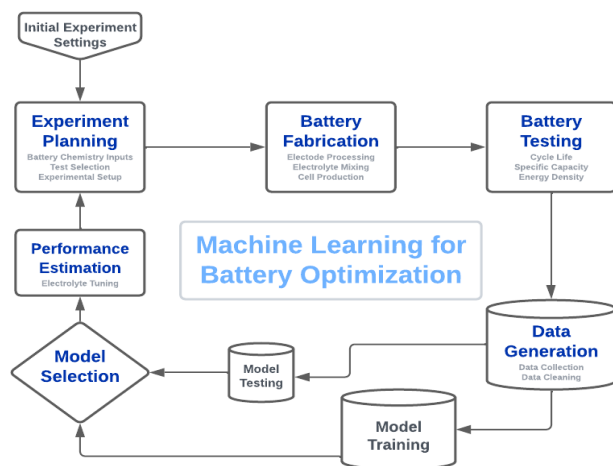 Initial Experiment
Settings
Experiment
Planning
Battery Chemistry Inputs
Test Selection
Experimental Setup
Battery
Fabrication
Electode Processing
Electrolyte Mixing
Cell Production
Battery
Testing
Cycle Life
Specific Capacity
Energy Density
Performance
Estimation
Electrolyte Tuning
Machine Learning for
Battery Optimization
Data
Generation
Data Collection
Data Cleaning
Model
Selection
Model
Testing
Model
Training